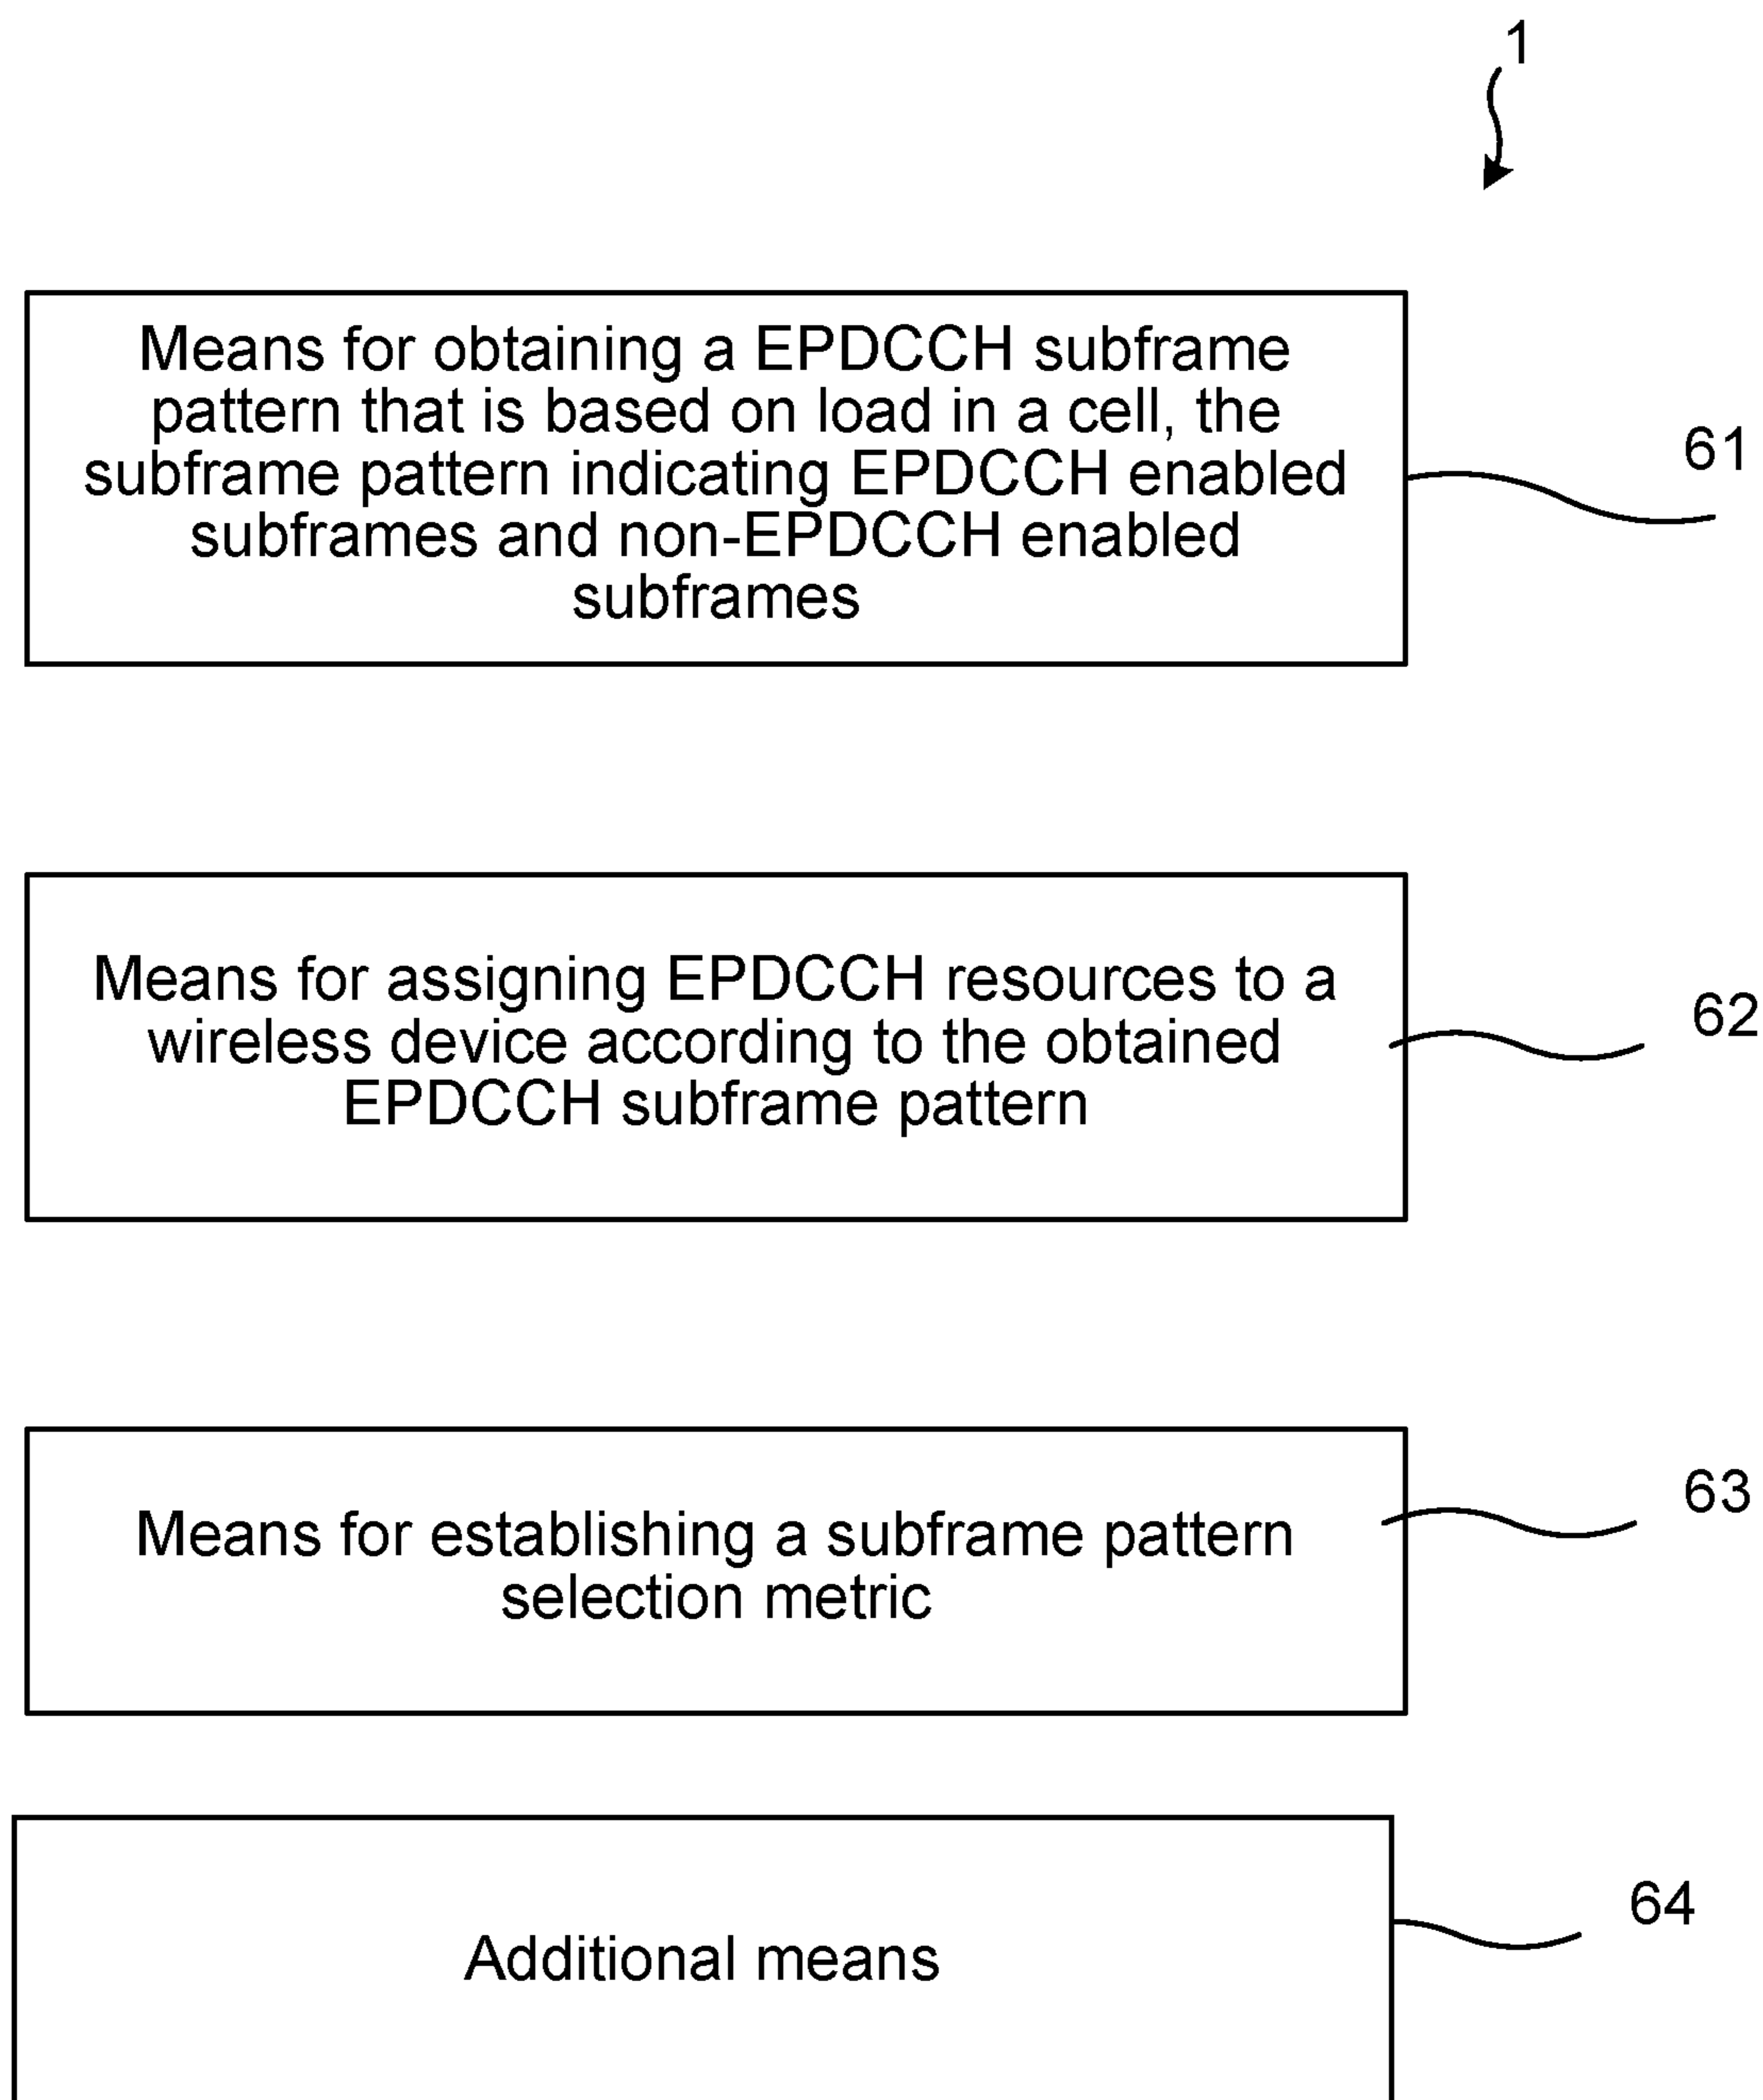 1
Means for obtaining a EPDCCH subframe
pattern that is based on load in a cell, the
subframe pattern indicating EPDCCH enabled
subframes and non-EPDCCH enabled
subframes
61
Means for assigning EPDCCH resources to a
wireless device according to the obtained
EPDCCH subframe pattern
62
Means for establishing a subframe pattern
selection metric
63
Additional means
64